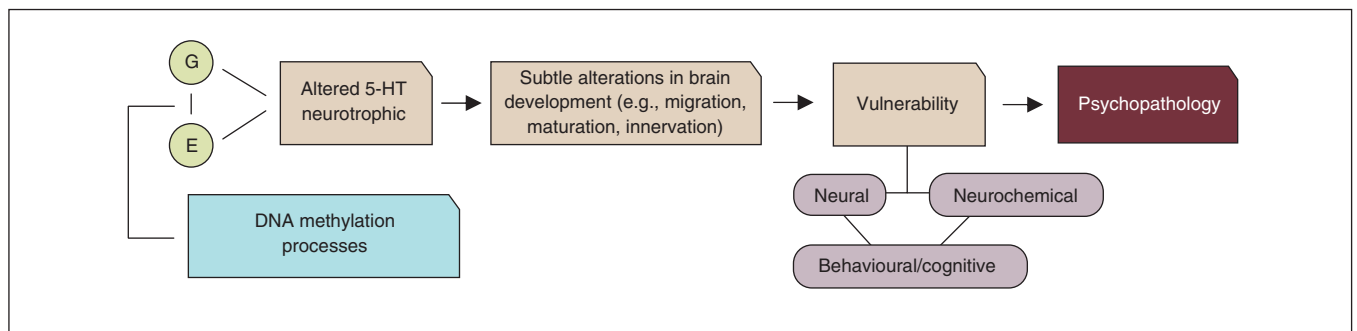 G
E
Altered 5-HT
neurotrophic
Subtle alterations in brain
development (e.g., migration,
maturation, innervation)
Vulnerability
Psychopathology
DNA methylation
processes
Neural
Neurochemical
Behavioural/cognitive